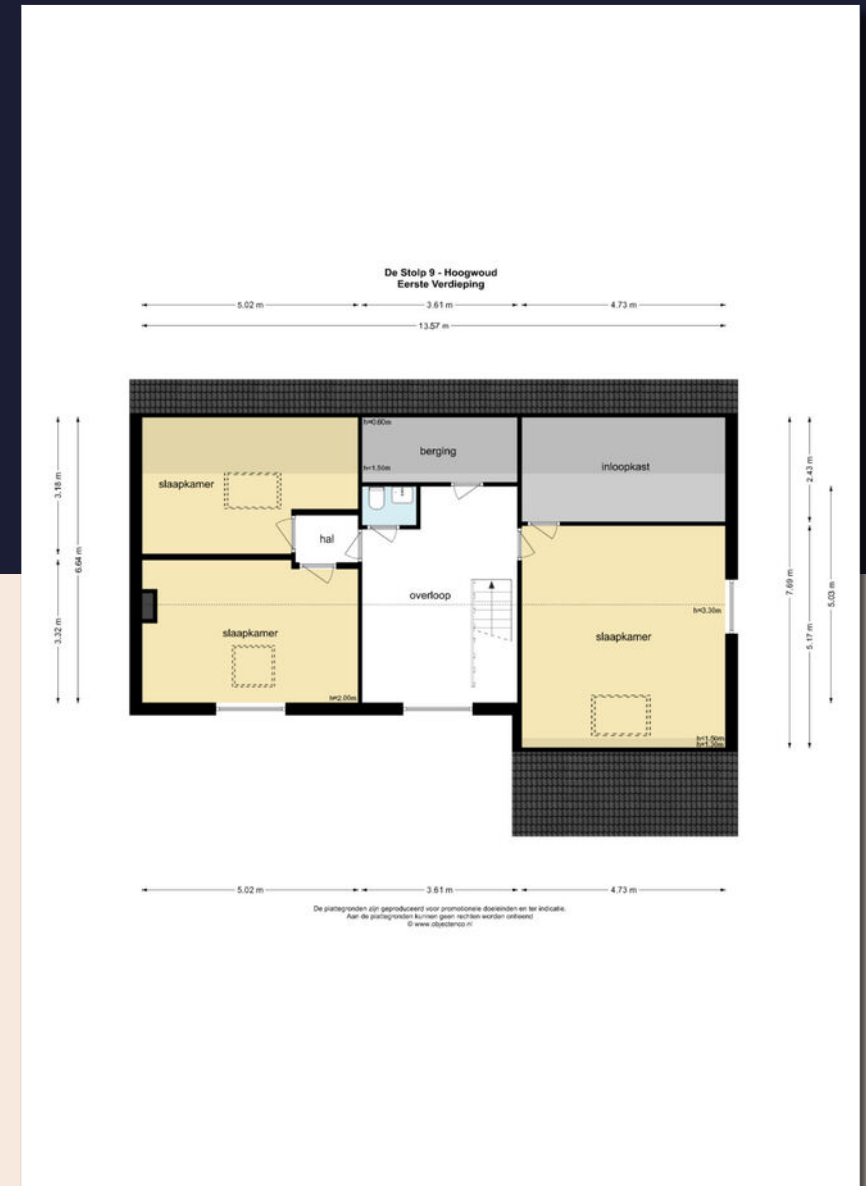 De Stolp 9 - Hoogwoud
Eerste Verdieping
5.02 m
3.61 m
4.73 m
13.57 m
h=0.60m
berging
h=1.50m
inloopkast
slaapkamer
hal
overloop
slaapkamer
h=3.30m
slaapkamer
h=2.00m
h=1.50m
h=1.30m
3.18 m
6.64 m
3.32 m
2.43 m
7.69 m
5.03 m
5.17 m
5.02 m
3.61 m
4.73 m
De plattegronden zijn geproduceerd voor promotionele doeleinden en ter indicatie.
Aan de plattegronden kunnen geen rechten worden ontleend
© www.objectenco.nl